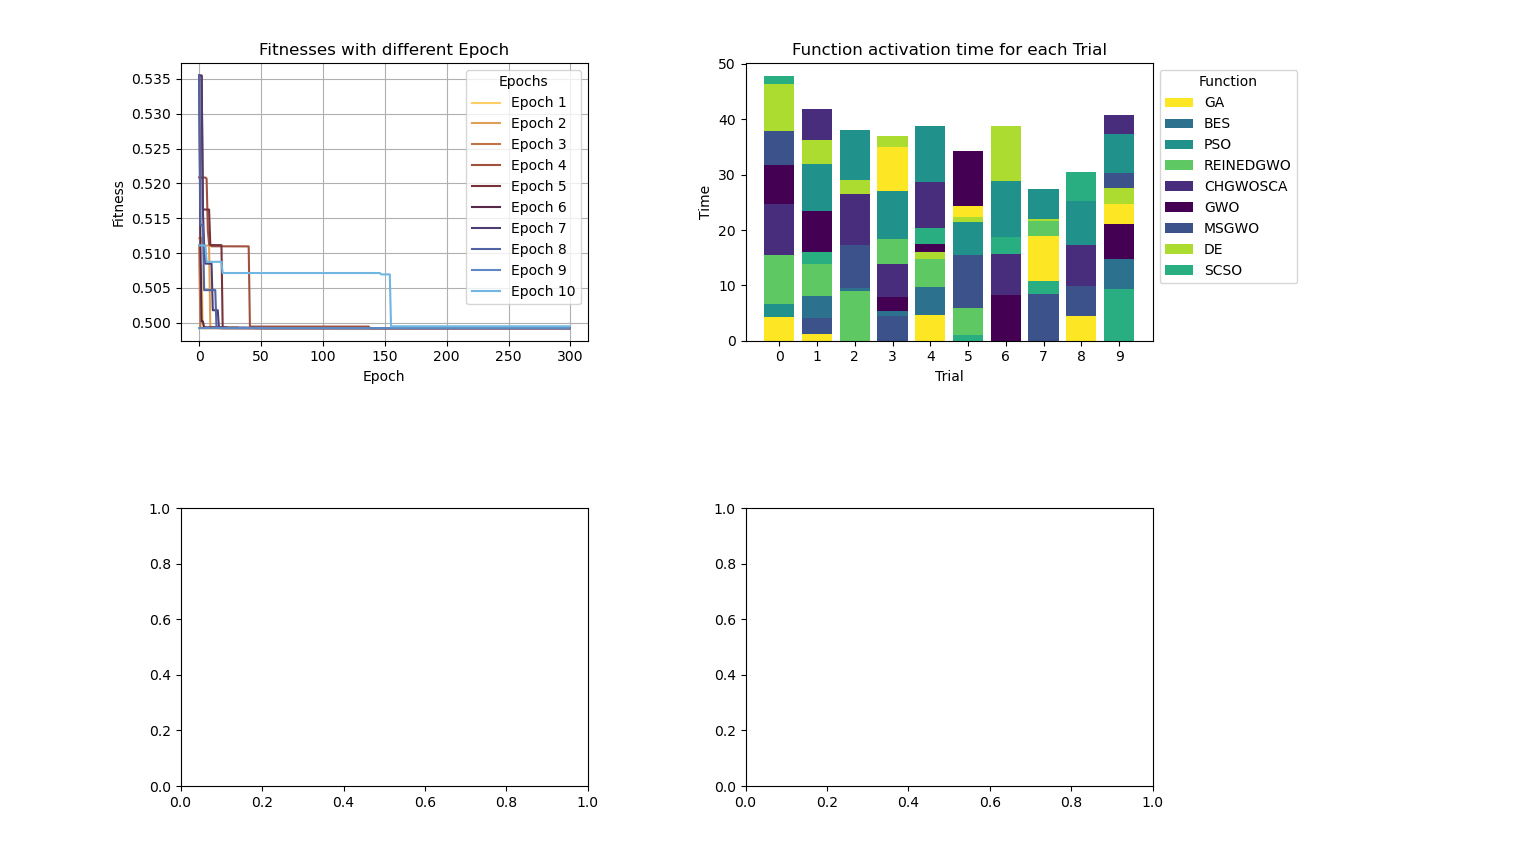 Fitnesses with different Epoch
0.535
0.530
0.525
0.520
0.515
0.510
0.505
0.500
Fitness
0 50 100 150 200 250 300
Epoch
Epochs
Epoch 1
Epoch 2
Epoch 3
Epoch 4
Epoch 5
Epoch 6
Epoch 7
Epoch 8
Epoch 9
Epoch 10
Function activation time for each Trial
50
40
30
20
10
0
Time
0 1 2 3 4 5 6 7 8 9
Trial
Function
GA
BES
PSO
REINEDGWO
CHGWOSCA
GWO
MSGWO
DE
SCSO
1.0
0.8
0.6
0.4
0.2
0.0
0.0 0.2 0.4 0.6 0.8 1.0
1.0
0.8
0.6
0.4
0.2
0.0
0.0 0.2 0.4 0.6 0.8 1.0